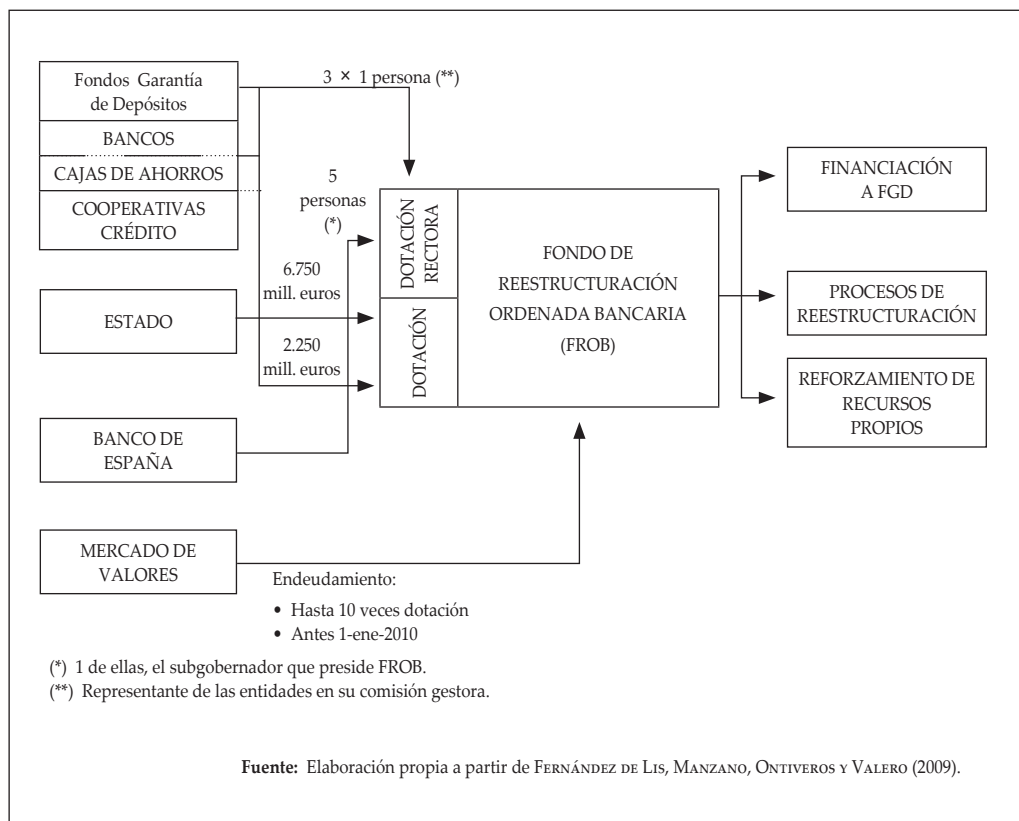 Fondos Garantía
de Depósitos
BANCOS
CAJAS DE AHORROS
COOPERATIVAS
CRÉDITO
3 × 1 persona (**)
5
personas
(*)
6.750
mill. euros
2.250
mill. euros
ESTADO
BANCO DE
ESPAÑA
MERCADO DE
VALORES
DOTACIÓN
RECTORA
DOTACIÓN
FONDO DE
REESTRUCTURACIÓN
ORDENADA BANCARIA
(FROB)
FINANCIACIÓN
A FGD
PROCESOS DE
REESTRUCTURACIÓN
REFORZAMIENTO DE
RECURSOS
PROPIOS
Endeudamiento:
• Hasta 10 veces dotación
• Antes 1-ene-2010
(*) 1 de ellas, el subgobernador que preside FROB.
(**) Representante de las entidades en su comisión gestora.
Fuente: Elaboración propia a partir de FERNÁNDEZ DE LIS, MANZANO, ONTIVEROS Y VALERO (2009).